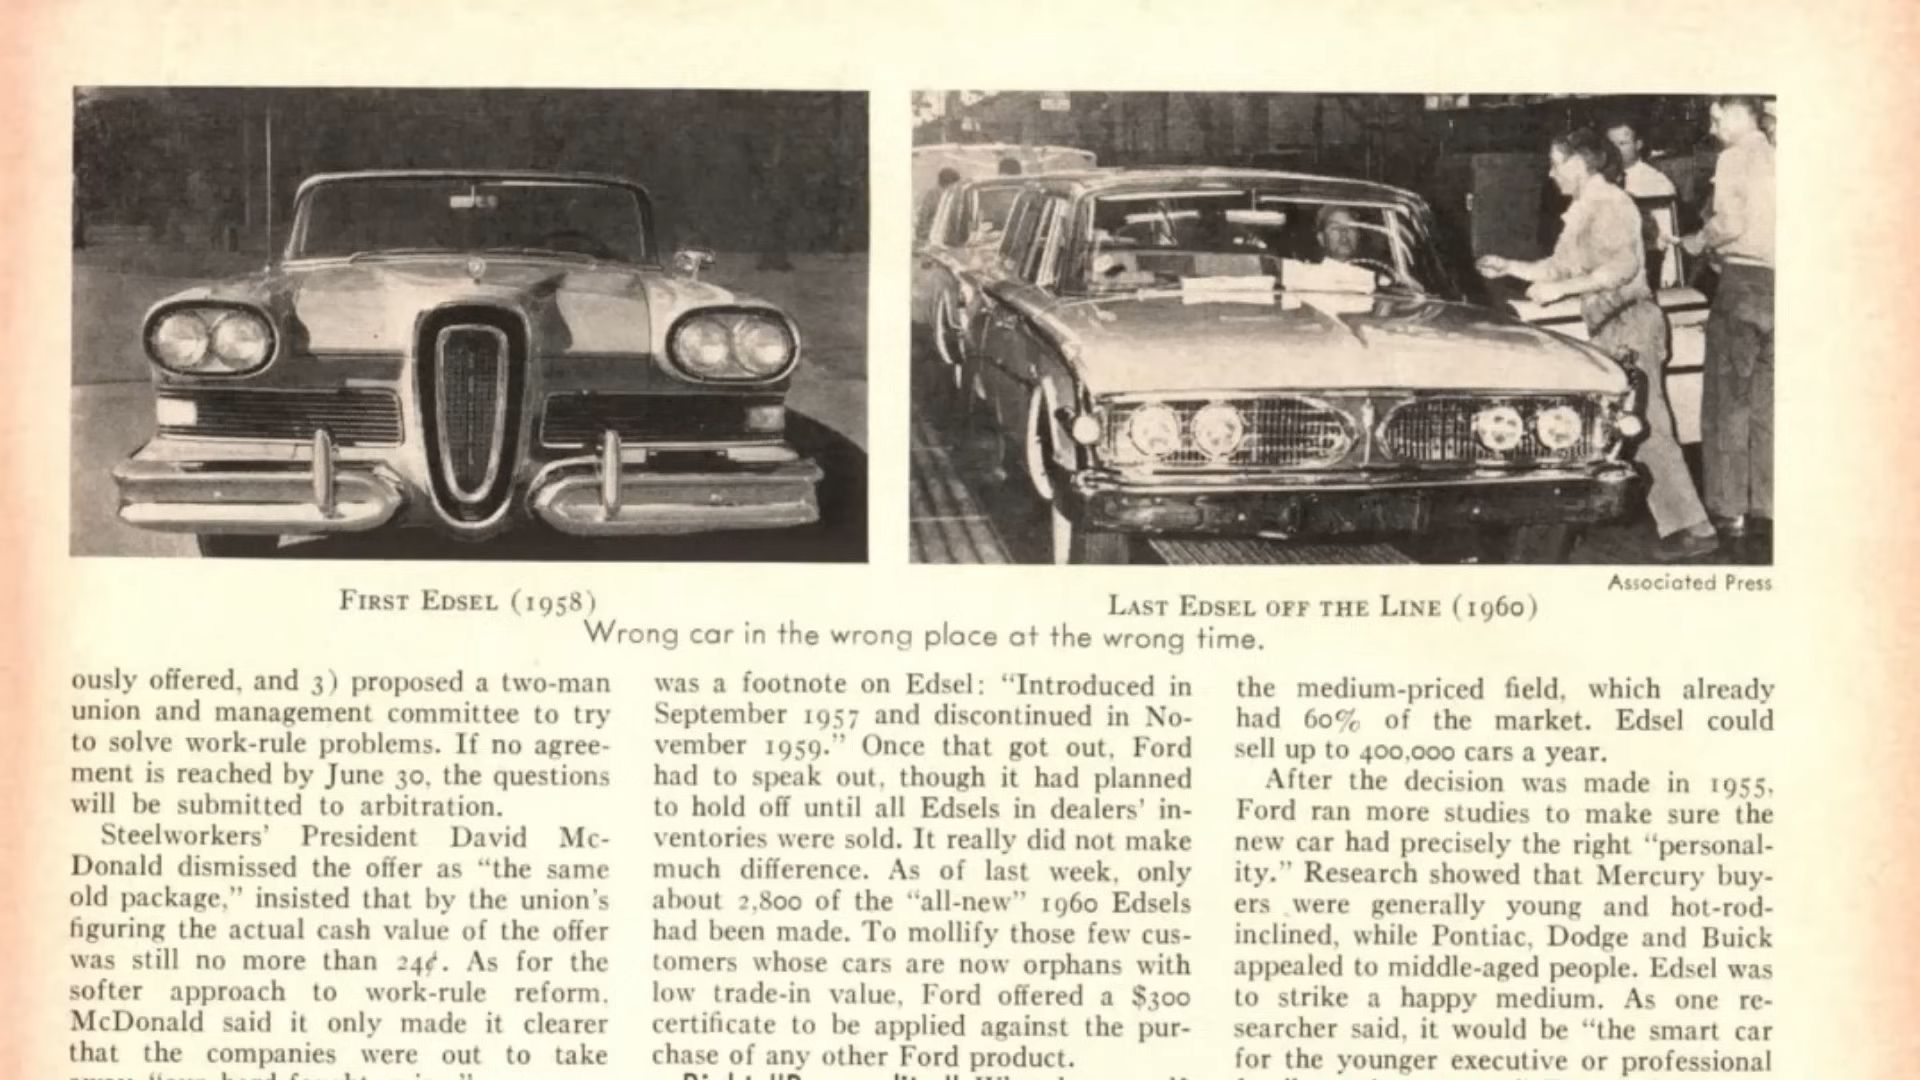 Associated Press
FIRST EDSEL (1958)
LAST EDSEL OFF THE LINE (1960)
Wrong car in the wrong place at the wrong time.
ously offered, and 3) proposed a two-man
union and management committee to try
to solve work-rule problems. If no agree-
ment is reached by June 30, the questions
will be submitted to arbitration.
Steelworkers' President David Mc-
Donald dismissed the offer as “the same
old package,” insisted that by the union's
figuring the actual cash value of the offer
was still no more than 24¢. As for the
softer approach to work-rule reform,
McDonald said it only made it clearer
that the companies were out to take
was a footnote on Edsel: “Introduced in
September 1957 and discontinued in No-
vember 1959.” Once that got out, Ford
had to speak out, though it had planned
to hold off until all Edsels in dealers' in-
ventories were sold. It really did not make
much difference. As of last week, only
about 2,800 of the “all-new” 1960 Edsels
had been made. To mollify those few cus-
tomers whose cars are now orphans with
low trade-in value, Ford offered a $300
certificate to be applied against the pur-
chase of any other Ford product.
the medium-priced field, which already
had 60% of the market. Edsel could
sell up to 400,000 cars a year.
After the decision was made in 1955,
Ford ran more studies to make sure the
new car had precisely the right “personal-
ity.” Research showed that Mercury buy-
ers were generally young and hot-rod-
inclined, while Pontiac, Dodge and Buick
appealed to middle-aged people. Edsel was
to strike a happy medium. As one re-
searcher said, it would be “the smart car
for the younger executive or professional